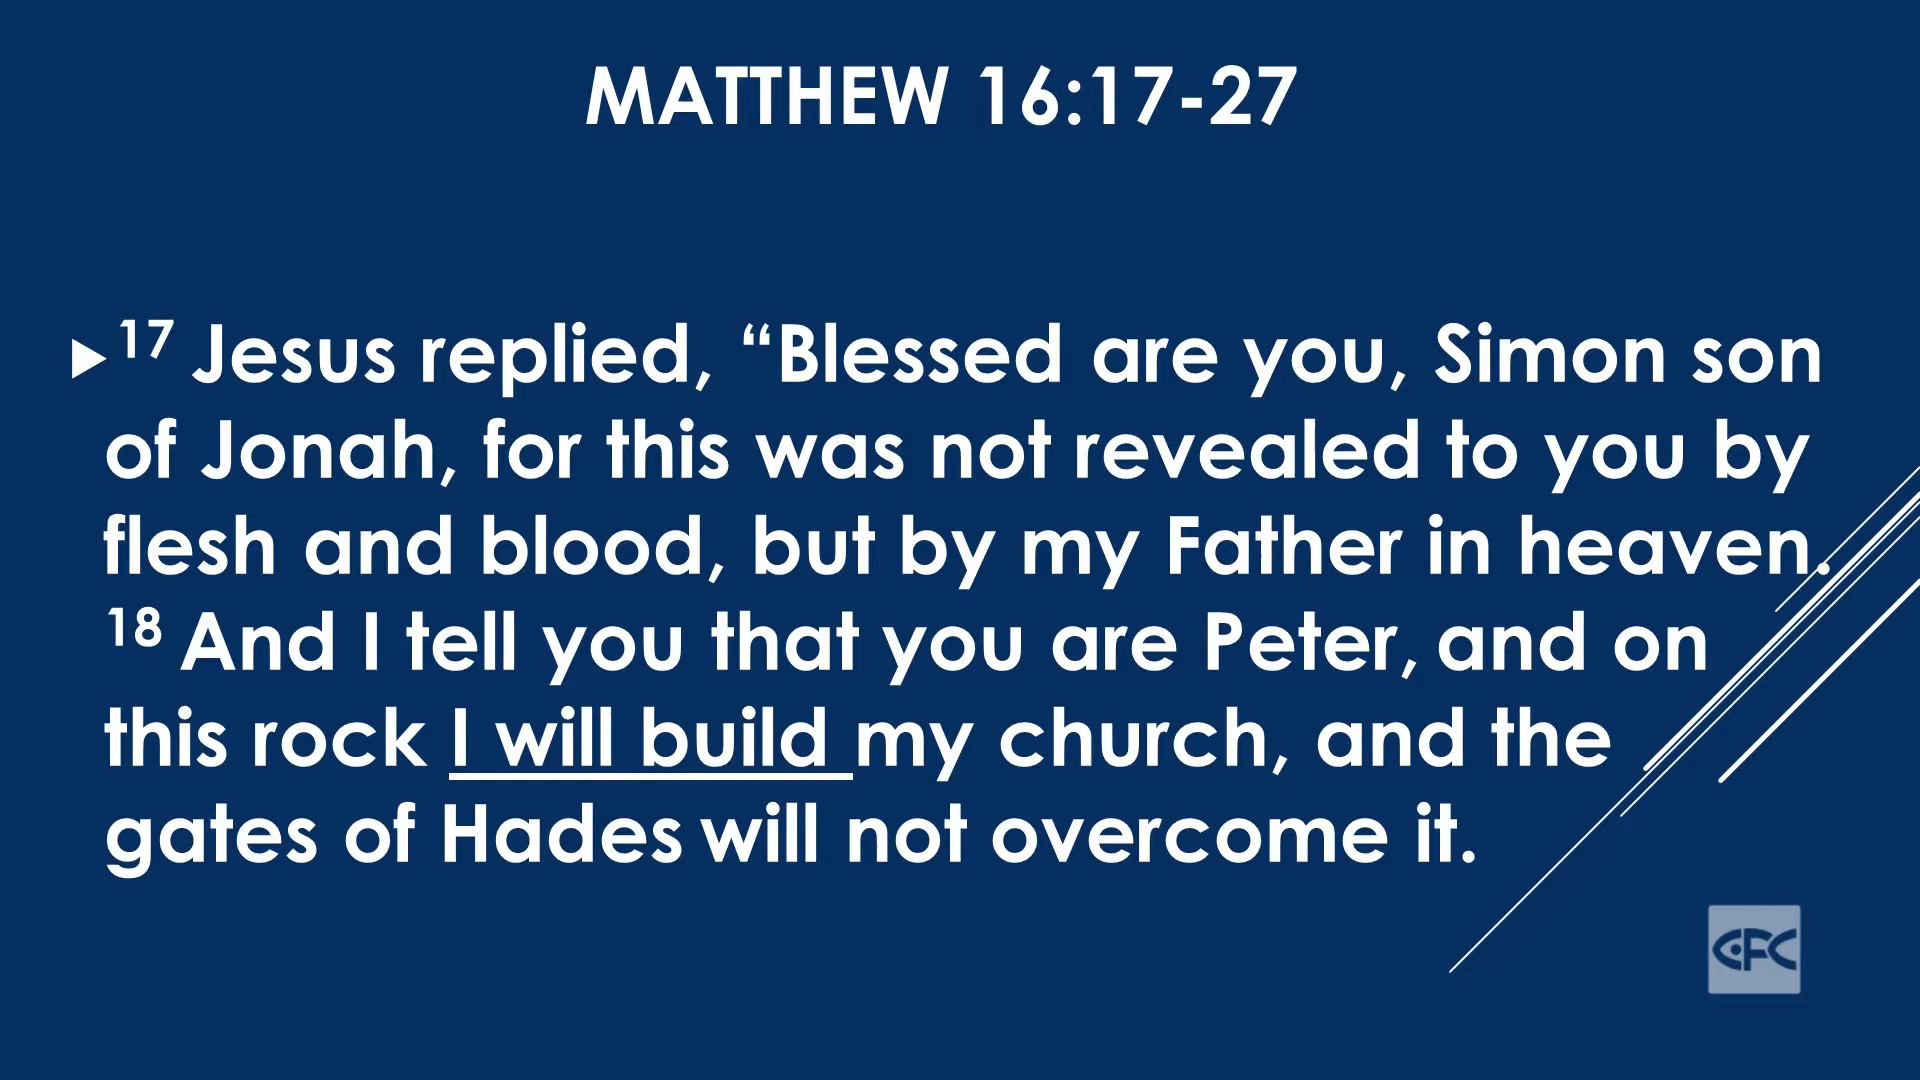 MATTHEW 16:17-27
17 Jesus replied, “Blessed are you, Simon son
of Jonah, for this was not revealed to you by
flesh and blood, but by my Father in heaven.
18 And I tell you that you are Peter, and on
this rock I will build my church, and the
gates of Hades will not overcome it.
CFC